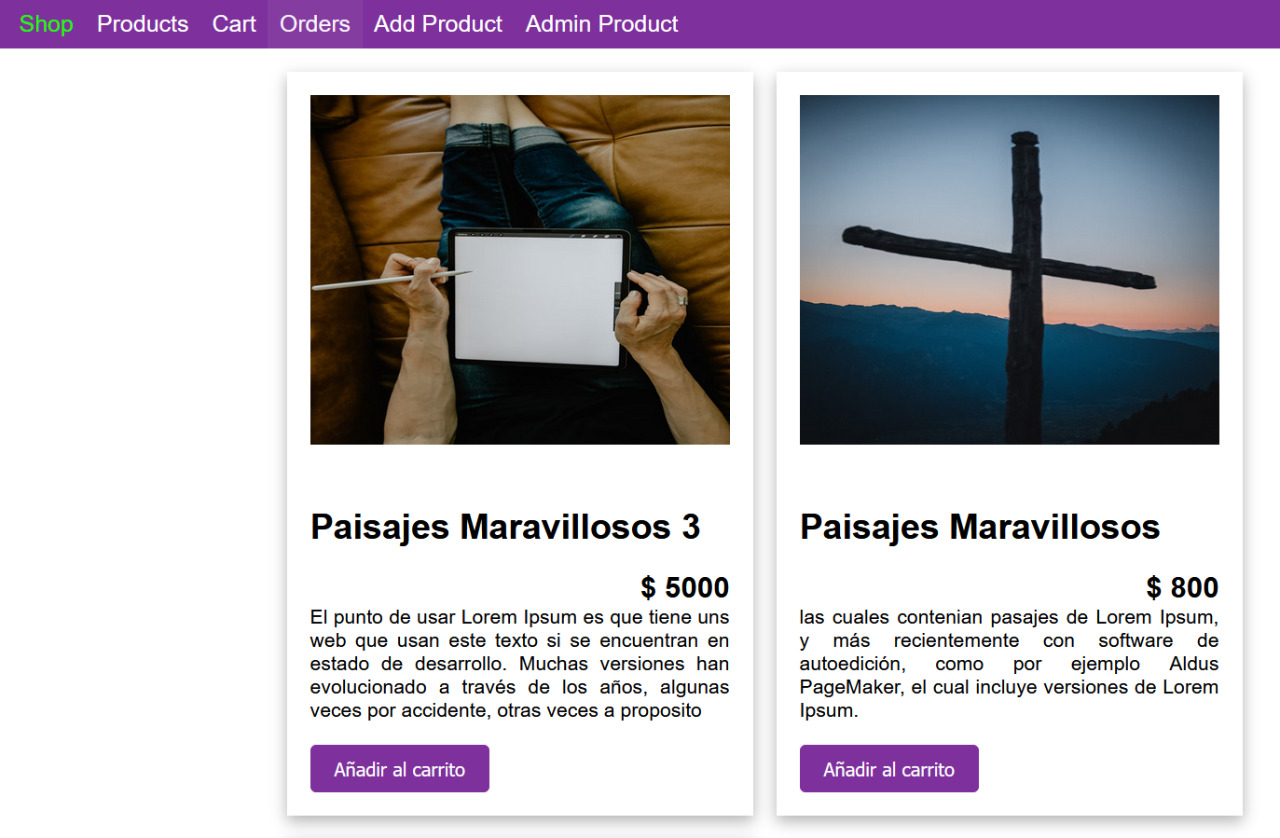 Shop Products Cart Orders Add Product Admin Product
Paisajes Maravillosos 3
$ 5000
El punto de usar Lorem Ipsum es que tiene uns
web que usan este texto si se encuentran en
estado de desarrollo. Muchas versiones han
evolucionado a través de los años, algunas
veces por accidente, otras veces a proposito
Añadir al carrito
Paisajes Maravillosos
$ 800
las cuales contenian pasajes de Lorem Ipsum,
y más recientemente con software de
autoedición, como por ejemplo Aldus
PageMaker, el cual incluye versiones de Lorem
Ipsum.
Añadir al carrito